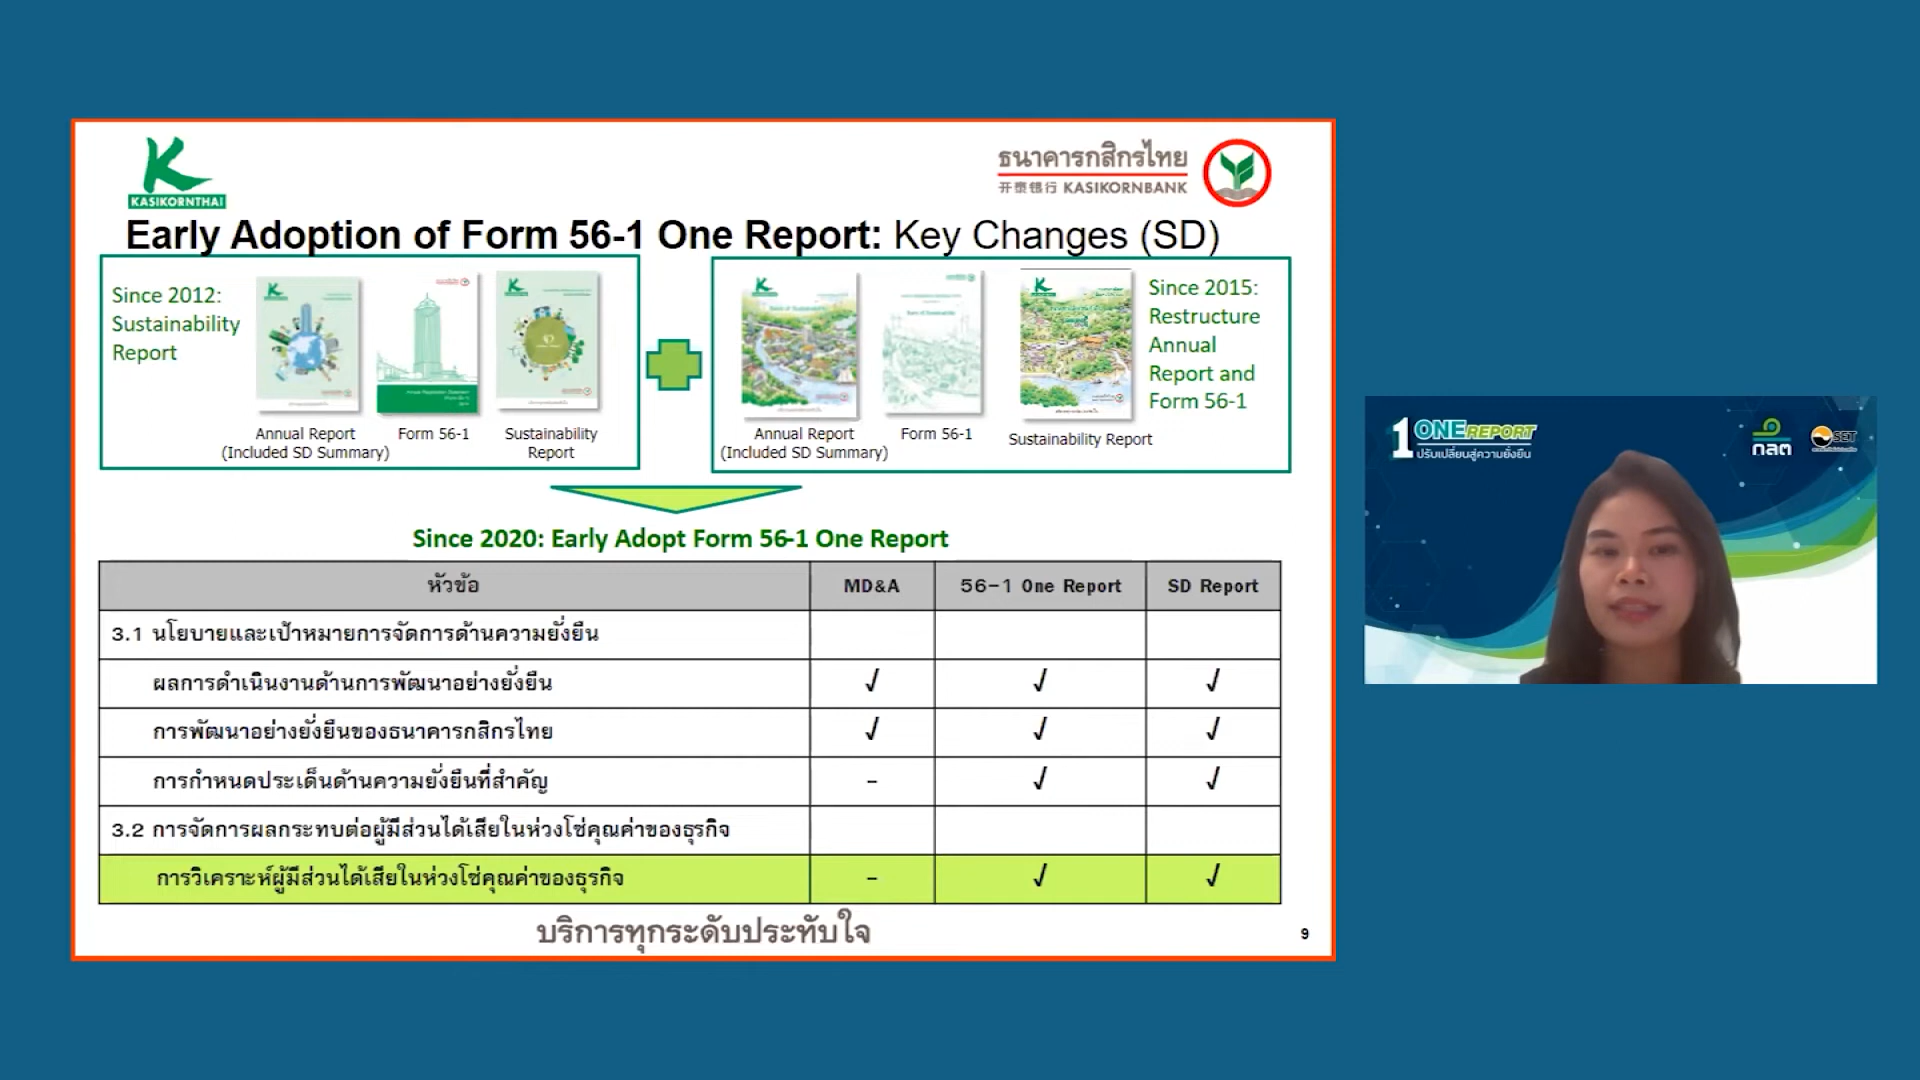 K
KASIKORNTHAI
ธนาคารกสิกรไทย
开泰银行 KASIKORNBANK
Early Adoption of Form 56-1 One Report: Key Changes (SD)
Since 2012:
Sustainability
Report
Annual Report
(Included SD Summary)
Form 56-1
Sustainability
Report
Annual Report
(Included SD Summary)
Form 56-1
Sustainability Report
Since 2015:
Restructure
Annual
Report and
Form 56-1
Since 2020: Early Adopt Form 56-1 One Report
หัวข้อ MD&A 56-1 One Report SD Report
3.1 นโยบายและเป้าหมายการจัดการด้านความยั่งยืน
ผลการดำเนินงานด้านการพัฒนาอย่างยั่งยืน √ √ √
การพัฒนาอย่างยั่งยืนของธนาคารกสิกรไทย √ √ √
การกำหนดประเด็นด้านความยั่งยืนที่สำคัญ - √ √
3.2 การจัดการผลกระทบต่อผู้มีส่วนได้เสียในห่วงโซ่คุณค่าของธุรกิจ
การวิเคราะห์ผู้มีส่วนได้เสียในห่วงโซ่คุณค่าของธุรกิจ - √ √
บริการทุกระดับประทับใจ
9
1 ONE REPORT
ปรับเปลี่ยนสู่ความยั่งยืน
กลต
SET